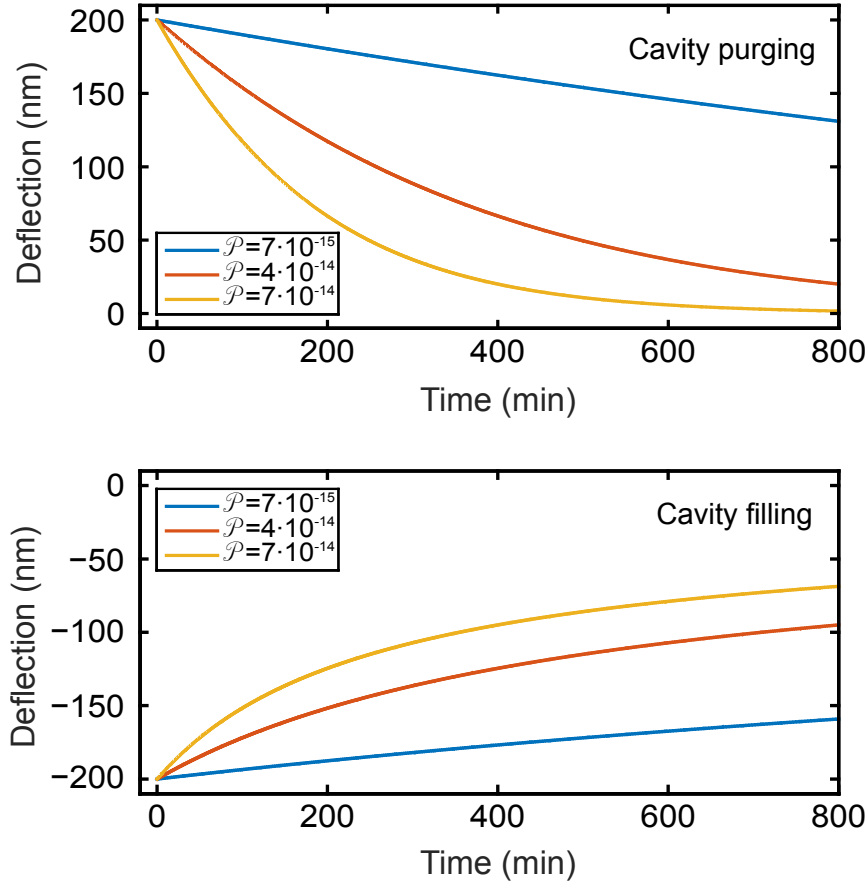 200
150
100
50
0
Deflection (nm)
Cavity purging
𝒫=7·10⁻¹⁵
𝒫=4·10⁻¹⁴
𝒫=7·10⁻¹⁴
0 200 400 600 800
Time (min)
0
−50
−100
−150
−200
Deflection (nm)
Cavity filling
𝒫=7·10⁻¹⁵
𝒫=4·10⁻¹⁴
𝒫=7·10⁻¹⁴
0 200 400 600 800
Time (min)